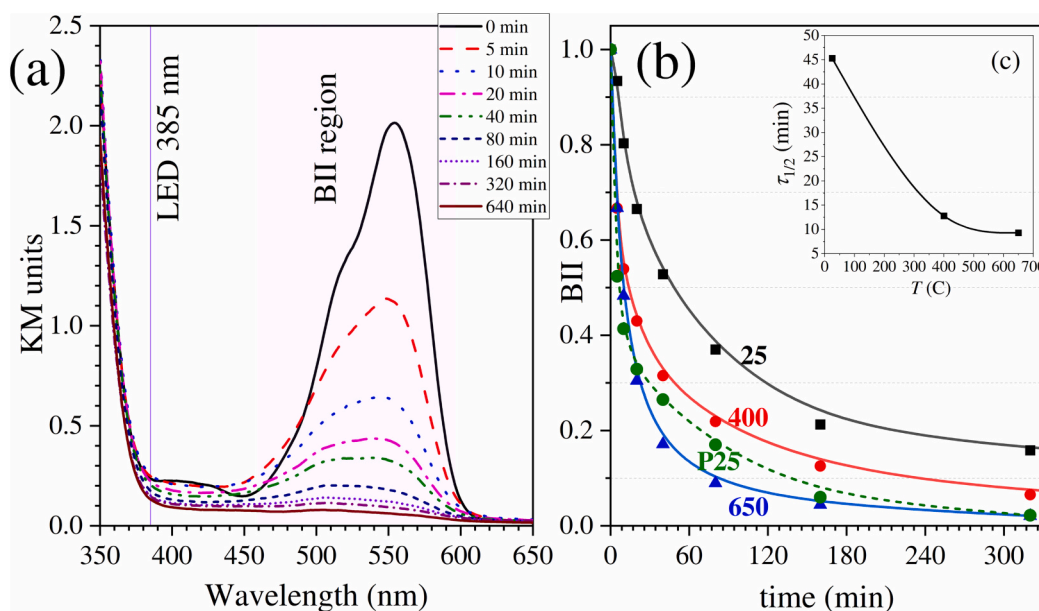 (a)
2.5
2.0
1.5
1.0
0.5
0.0
KM units
350
400
450
500
550
600
650
Wavelength (nm)
LED 385 nm
BII region
0 min
5 min
10 min
20 min
40 min
80 min
160 min
320 min
640 min
(b)
1.0
0.8
0.6
0.4
0.2
0.0
BII
0
60
120
180
240
300
time (min)
25
400
P25
650
(c)
50
45
40
35
30
25
20
15
10
5
τ1/2 (min)
0 100 200 300 400 500 600 700
T (C)